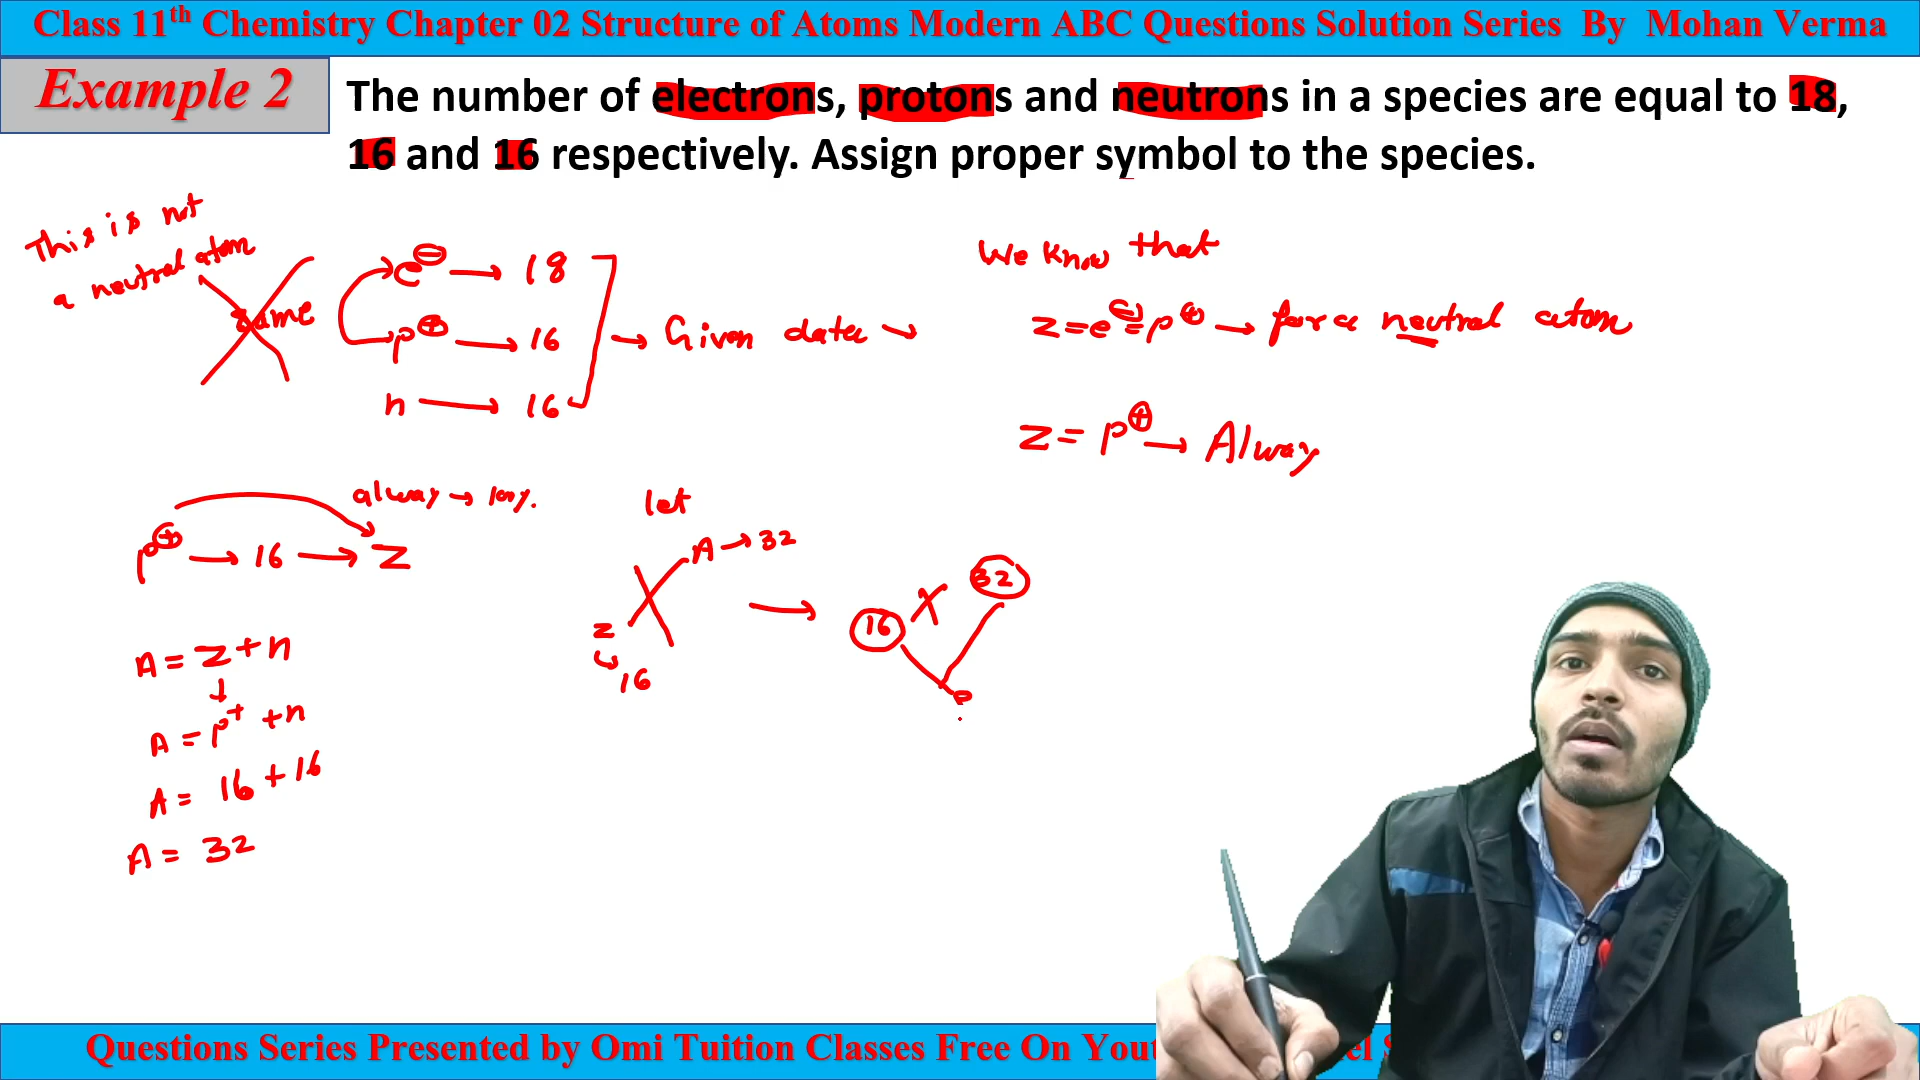 Class 11th Chemistry Chapter 02 Structure of Atoms Modern ABC Questions Solution Series By Mohan Verma
Example 2
The number of electrons, protons and neutrons in a species are equal to 18,
16 and 16 respectively. Assign proper symbol to the species.
This is not
a neutral atom
same
e⊖ → 18
p⊕ → 16
n → 16
→ Given data →
We know that
z=e⊖=p⊕ → for a neutral atom
z= p⊕ → Alway
alway → 100%.
p⊕ → 16 → Z
A = z+n
↓
A = p+ +n
A = 16+16
A = 32
let
A → 32
X
z
↳ 16
→
16 X 32
Questions Series Presented by Omi Tuition Classes Free On